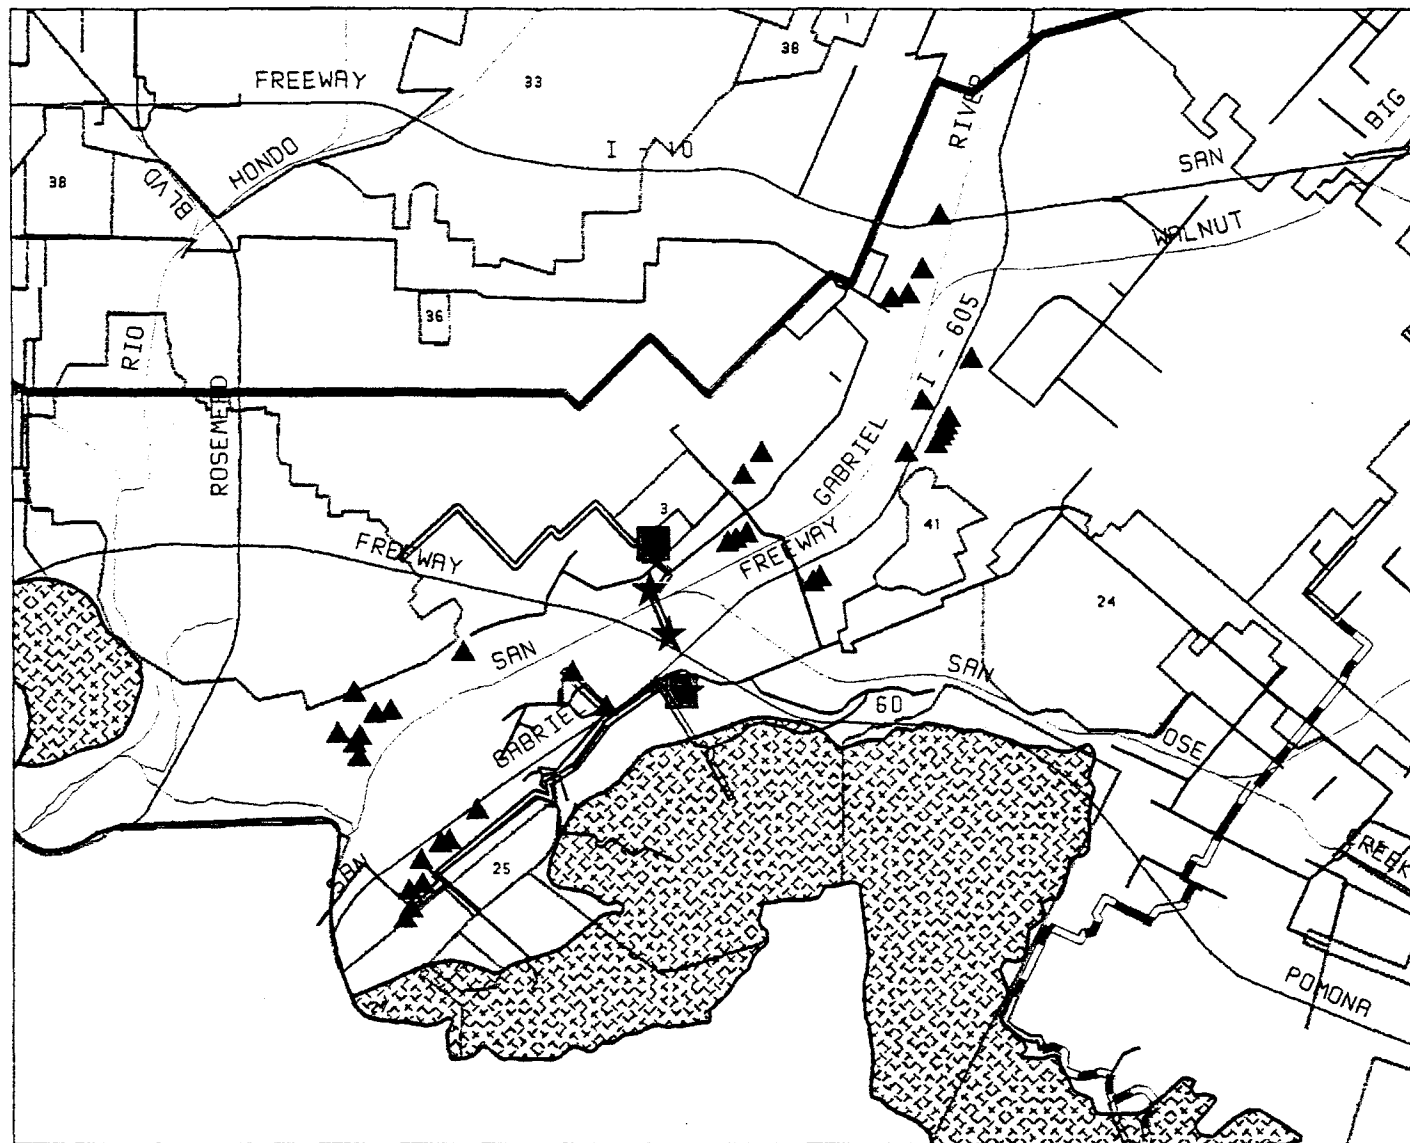 1
38
FREEWAY
33
RIVER
BIG
I - 10
HONDO
SAN
38
BLVD
WALNUT
36
I - 605
RIO
ROSEMEAD
GABRIEL
3
41
FREEWAY
FREEWAY
24
SAN
SAN
60
GABRIEL
OSE
CREEK
SAN
25
POMONA